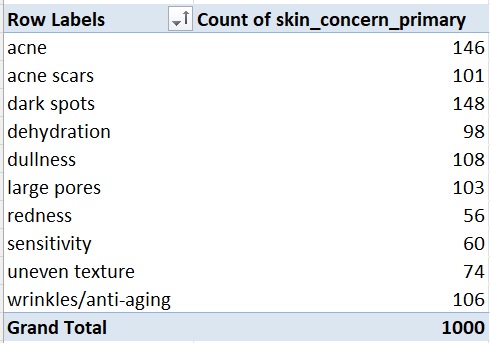 Row Labels Count of skin_concern_primary
acne 146
acne scars 101
dark spots 148
dehydration 98
dullness 108
large pores 103
redness 56
sensitivity 60
uneven texture 74
wrinkles/anti-aging 106
Grand Total 1000